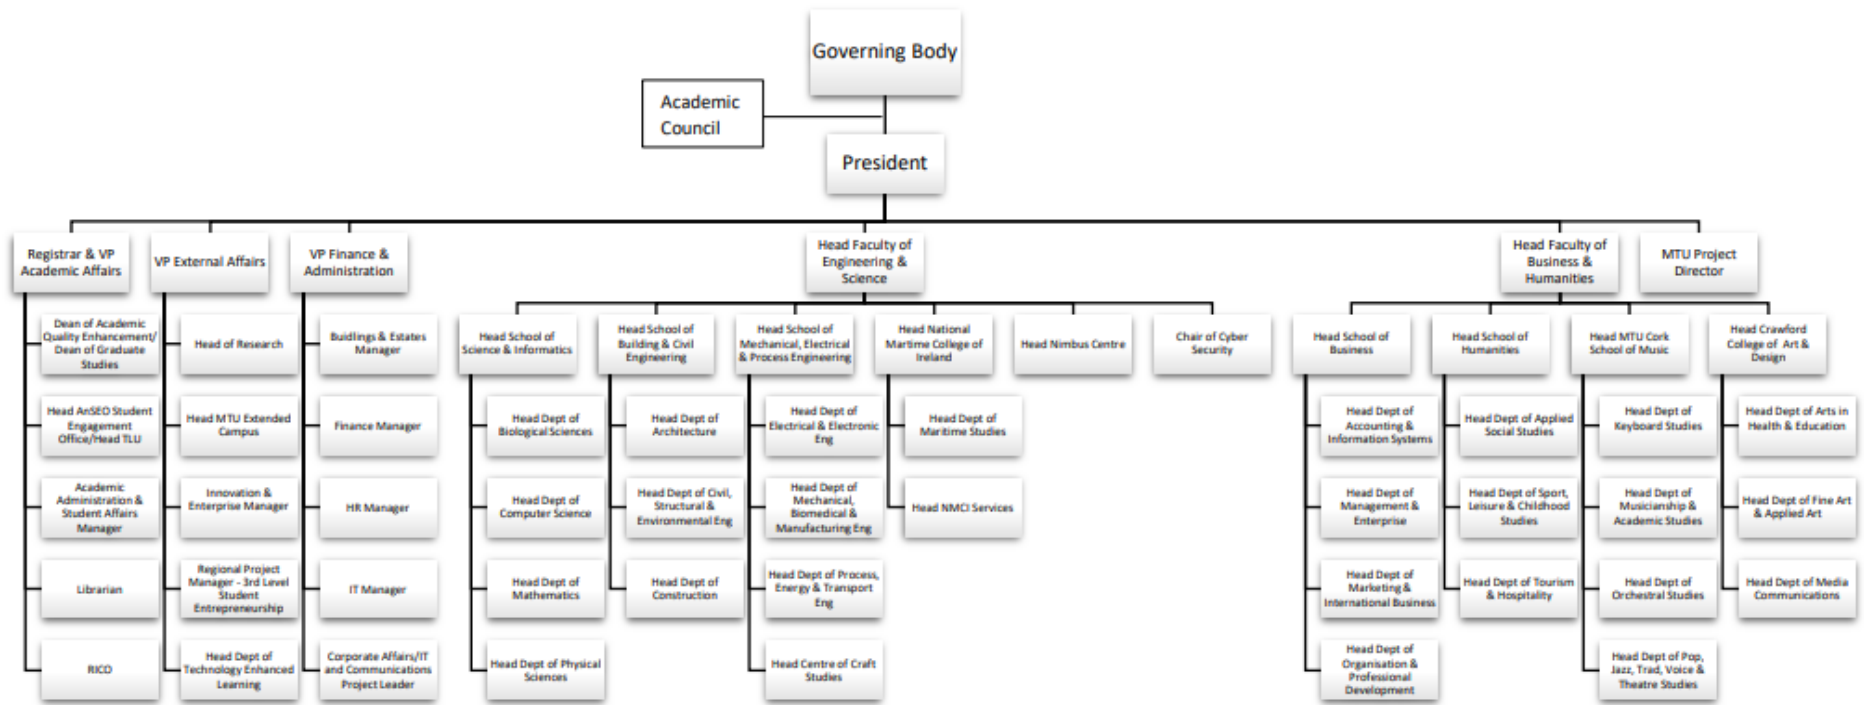 Governing Body
Academic
Council
President
Registrar & VP
Academic Affairs
VP External Affairs
VP Finance &
Administration
Head Faculty of
Engineering &
Science
Head Faculty of
Business &
Humanities
MTU Project
Director
Dean of Academic
Quality Enhancement/
Dean of Graduate
Studies
Head AnSEO Student
Engagement
Office/Head TLU
Academic
Administration &
Student Affairs
Manager
Librarian
RICO
Head of Research
Head MTU Extended
Campus
Innovation &
Enterprise Manager
Regional Project
Manager - 3rd Level
Student
Entrepreneurship
Head Dept of
Technology Enhanced
Learning
Buidlings & Estates
Manager
Finance Manager
HR Manager
IT Manager
Corporate Affairs/IT
and Communications
Project Leader
Head School of
Science & Informatics
Head Dept of
Biological Sciences
Head Dept of
Computer Science
Head Dept of
Mathematics
Head Dept of Physical
Sciences
Head School of
Building & Civil
Engineering
Head Dept of
Architecture
Head Dept of Civil,
Structural &
Environmental Eng
Head Dept of
Construction
Head School of
Mechanical, Electrical
& Process Engineering
Head Dept of
Electrical & Electronic
Eng
Head Dept of
Mechanical,
Biomedical &
Manufacturing Eng
Head Dept of Process,
Energy & Transport
Eng
Head Centre of Craft
Studies
Head National
Martime College of
Ireland
Head Dept of
Maritime Studies
Head NMCI Services
Head Nimbus Centre
Chair of Cyber
Security
Head School of
Business
Head Dept of
Accounting &
Information Systems
Head Dept of
Management &
Enterprise
Head Dept of
Marketing &
International Business
Head Dept of
Organisation &
Professional
Development
Head School of
Humanities
Head Dept of Applied
Social Studies
Head Dept of Sport,
Leisure & Childhood
Studies
Head Dept of Tourism
& Hospitality
Head MTU Cork
School of Music
Head Dept of
Keyboard Studies
Head Dept of
Musicianship &
Academic Studies
Head Dept of
Orchestral Studies
Head Dept of Pop,
Jazz, Trad, Voice &
Theatre Studies
Head Crawford
College of Art &
Design
Head Dept of Arts in
Health & Education
Head Dept of Fine Art
& Applied Art
Head Dept of Media
Communications